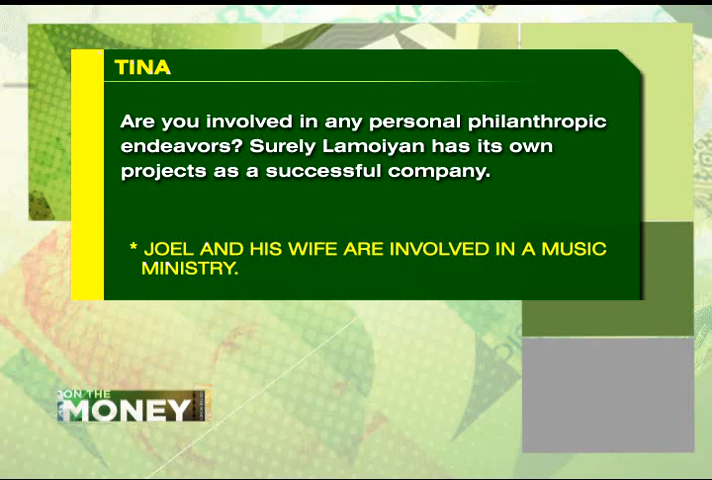 TINA
Are you involved in any personal philanthropic
endeavors? Surely Lamoiyan has its own
projects as a successful company.
* JOEL AND HIS WIFE ARE INVOLVED IN A MUSIC
MINISTRY.
ON THE
MONEY